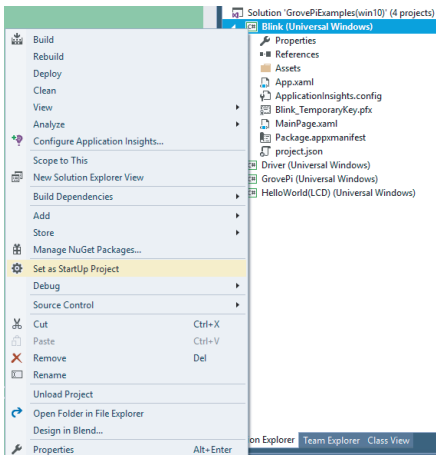 Build
Rebuild
Deploy
Clean
View
Analyze
Configure Application Insights...
Scope to This
New Solution Explorer View
Build Dependencies
Add
Store
Manage NuGet Packages...
Set as StartUp Project
Debug
Source Control
Cut Ctrl+X
Paste Ctrl+V
Remove Del
Rename
Unload Project
Open Folder in File Explorer
Design in Blend...
Properties Alt+Enter
Solution 'GrovePiExamples(win10)' (4 projects)
Blink (Universal Windows)
Properties
References
Assets
App.xaml
ApplicationInsights.config
Blink_TemporaryKey.pfx
MainPage.xaml
Package.appxmanifest
project.json
Driver (Universal Windows)
GrovePi (Universal Windows)
HelloWorld(LCD) (Universal Windows)
on Explorer Team Explorer Class View